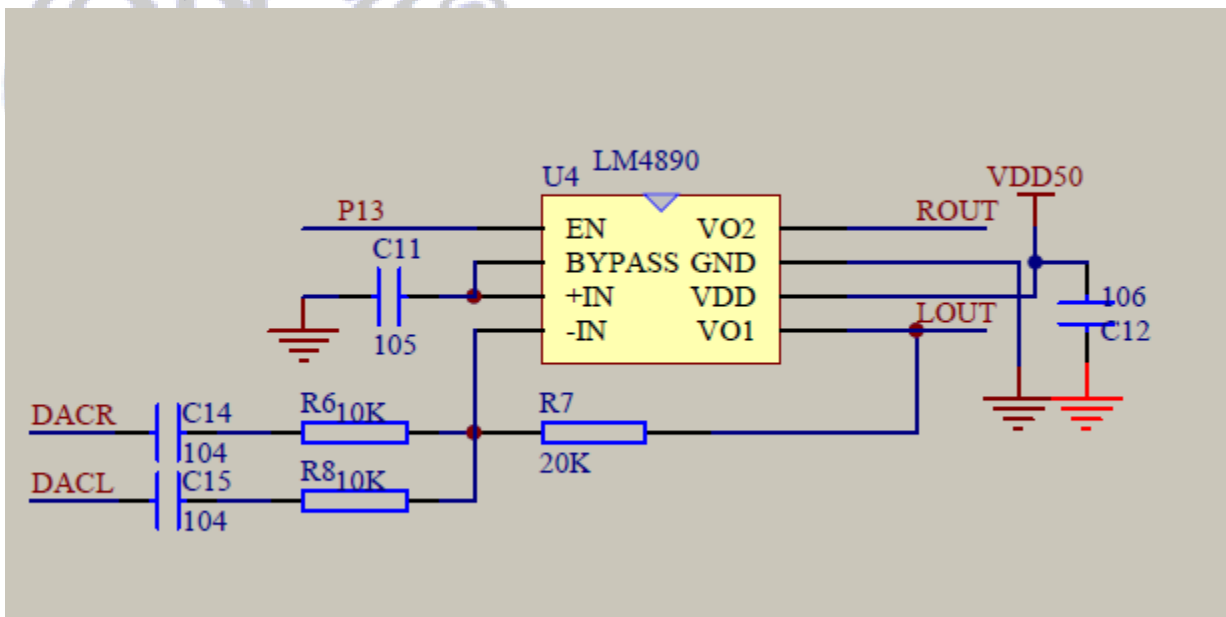 LM4890
U4
VDD50
P13
ROUT
EN
VO2
C11
BYPASS
GND
+IN
VDD
106
LOUT
-IN
VO1
C12
105
DACR
C14
R6
10K
R7
104
20K
DACL
C15
R8
10K
104